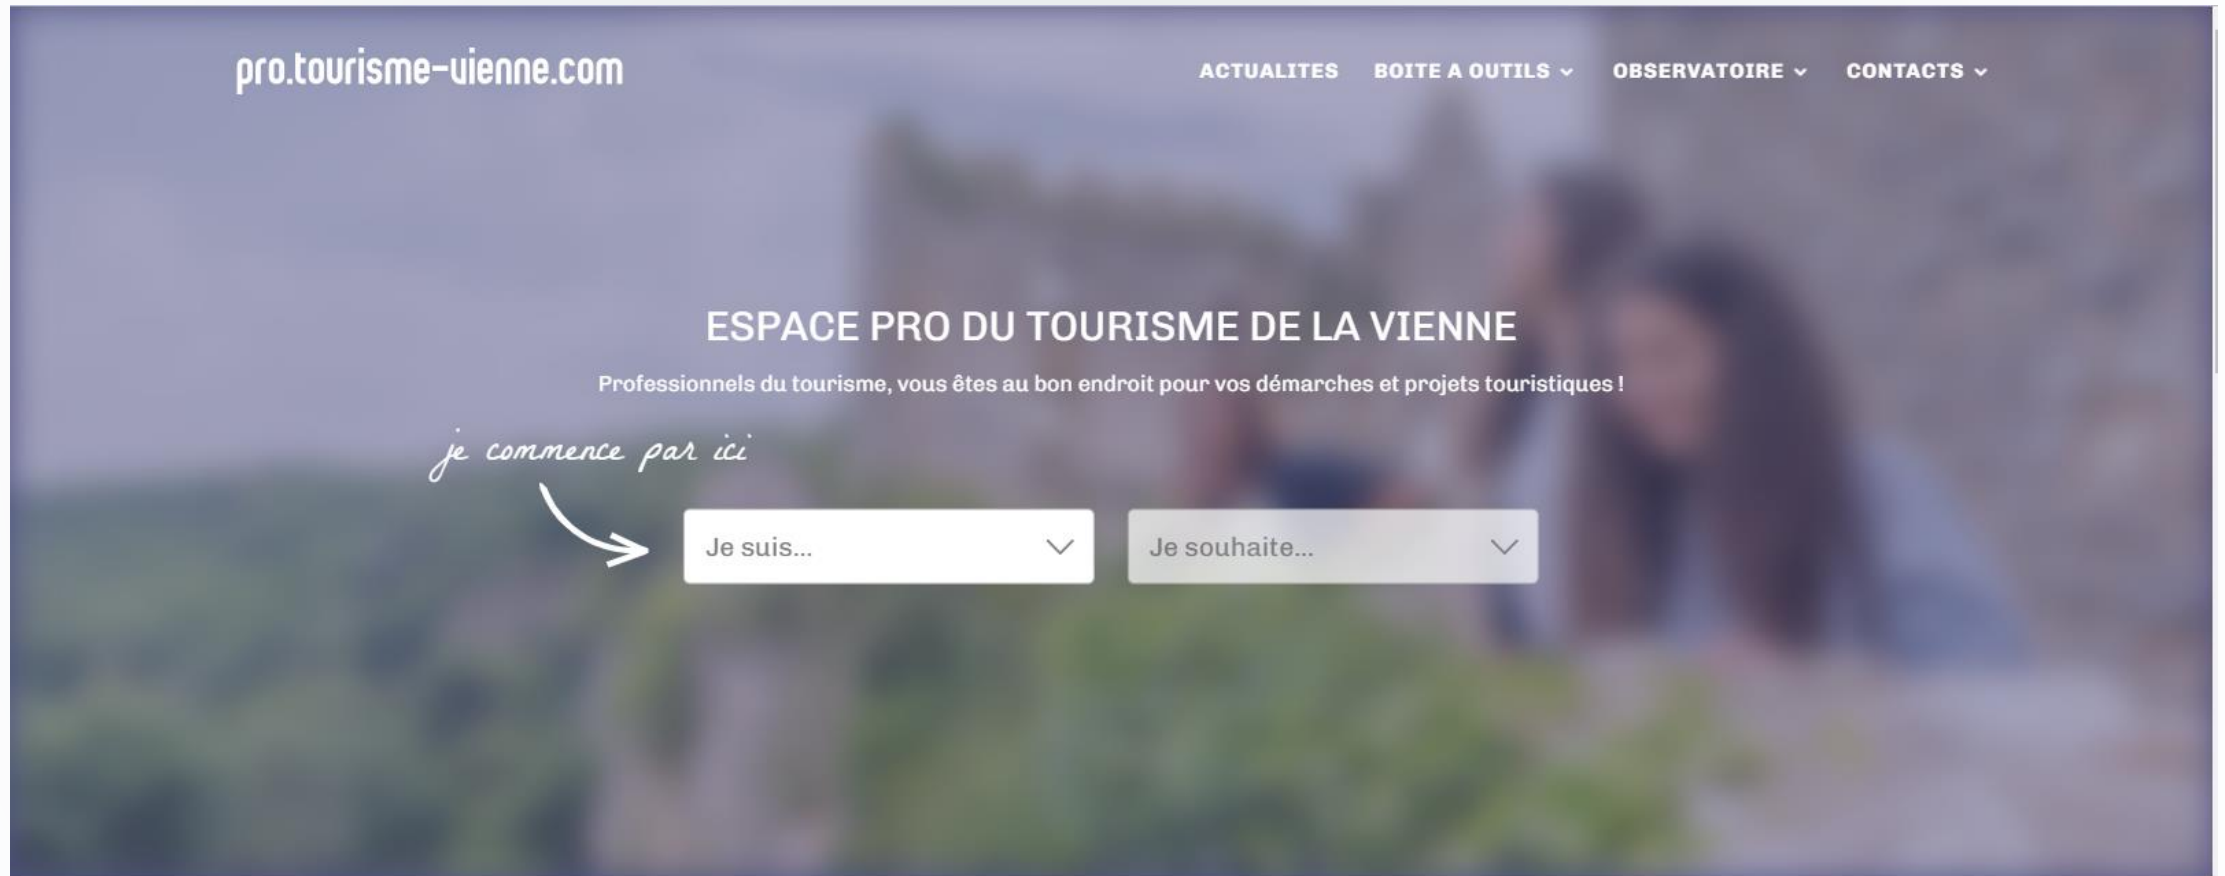 pro.tourisme-vienne.com
ACTUALITES BOITE A OUTILS OBSERVATOIRE CONTACTS
ESPACE PRO DU TOURISME DE LA VIENNE
Professionnels du tourisme, vous êtes au bon endroit pour vos démarches et projets touristiques !
je commence par ici
Je suis... Je souhaite...